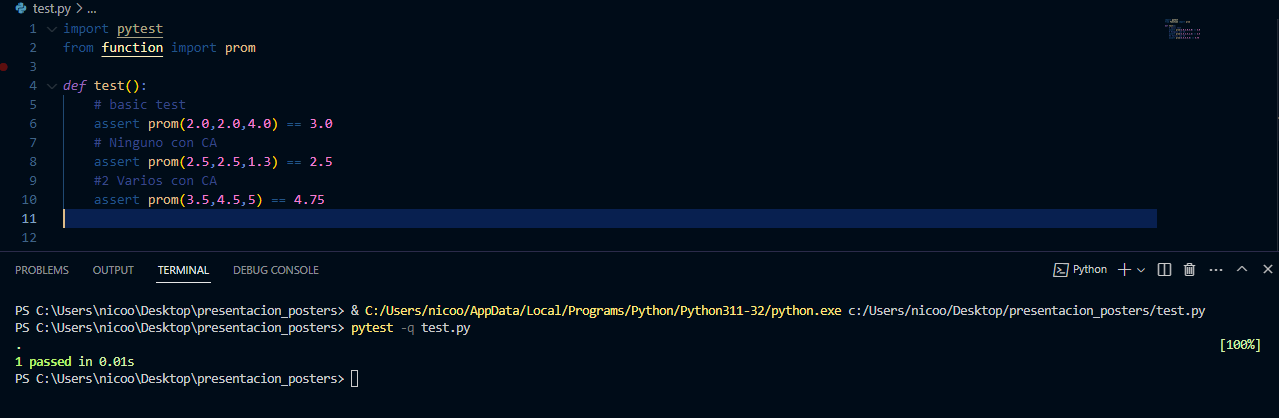 test.py > ...
1 import pytest
2 from function import prom
3
4 def test():
5 # basic test
6 assert prom(2.0,2.0,4.0) == 3.0
7 # Ninguno con CA
8 assert prom(2.5,2.5,1.3) == 2.5
9 #2 Varios con CA
10 assert prom(3.5,4.5,5) == 4.75
11
12
PROBLEMS OUTPUT TERMINAL DEBUG CONSOLE Python
PS C:\Users\nicoo\Desktop\presentacion_posters> & C:/Users/nicoo/AppData/Local/Programs/Python/Python311-32/python.exe c:/Users/nicoo/Desktop/presentacion_posters/test.py
PS C:\Users\nicoo\Desktop\presentacion_posters> pytest -q test.py
. [100%]
1 passed in 0.01s
PS C:\Users\nicoo\Desktop\presentacion_posters>